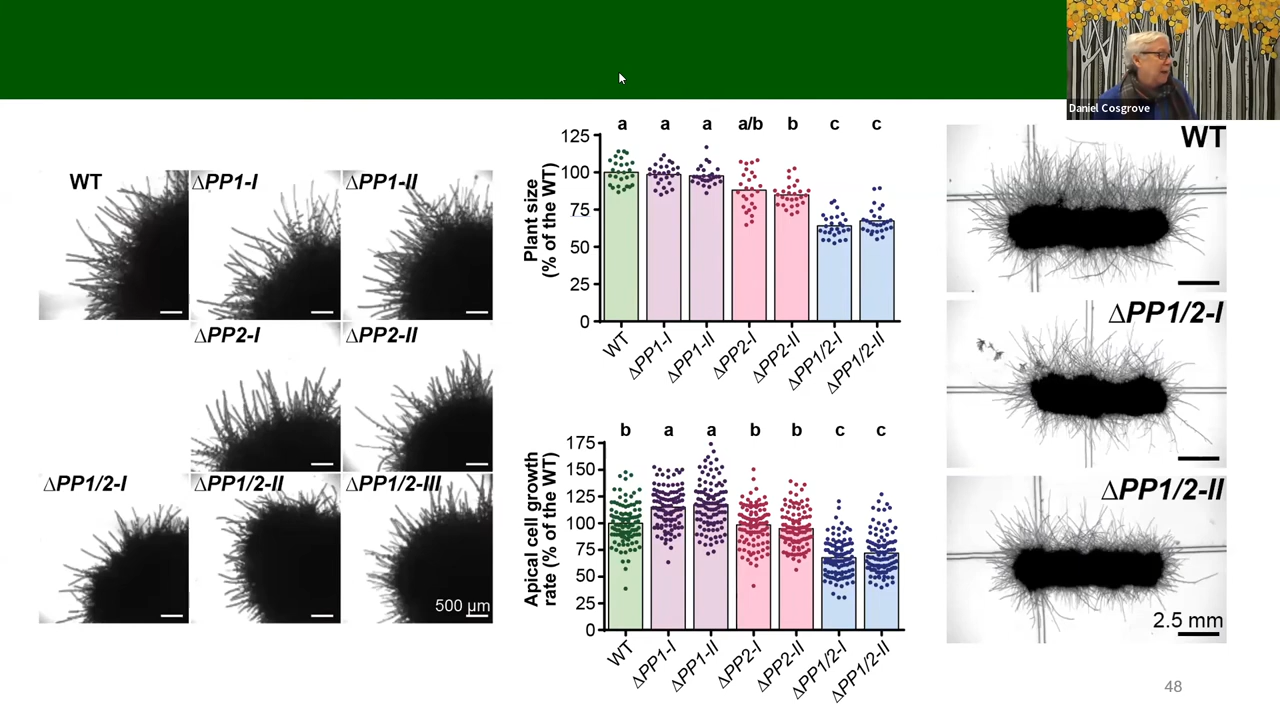 Daniel Cosgrove
WT
ΔPP1-I
ΔPP1-II
ΔPP2-I
ΔPP2-II
ΔPP1/2-I
ΔPP1/2-II
ΔPP1/2-III
500 µm
a a a a/b b c c
Plant size
(% of the WT)
125
100
75
50
25
0
WT
ΔPP1-I
ΔPP1-II
ΔPP2-I
ΔPP2-II
ΔPP1/2-I
ΔPP1/2-II
b a a b b c c
Apical cell growth
rate (% of the WT)
175
150
125
100
75
50
25
0
WT
ΔPP1-I
ΔPP1-II
ΔPP2-I
ΔPP2-II
ΔPP1/2-I
ΔPP1/2-II
WT
ΔPP1/2-I
ΔPP1/2-II
2.5 mm
48